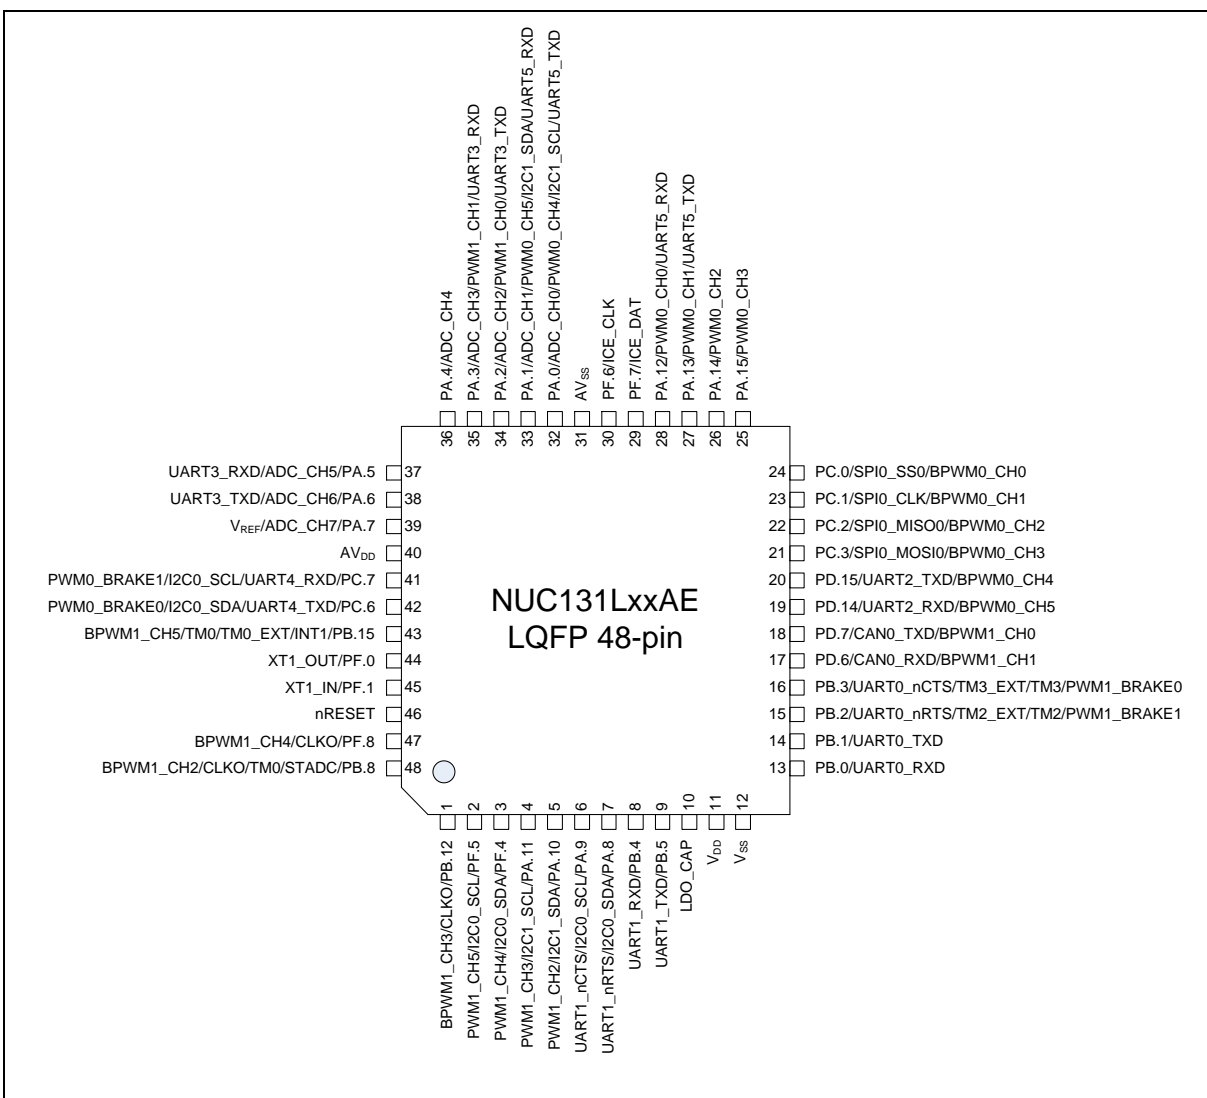 PA.4/ADC_CH4
PA.3/ADC_CH3/PWM1_CH1/UART3_RXD
PA.2/ADC_CH2/PWM1_CH0/UART3_TXD
PA.1/ADC_CH1/PWM0_CH5/I2C1_SDA/UART5_RXD
PA.0/ADC_CH0/PWM0_CH4/I2C1_SCL/UART5_TXD
AVSS
PF.6/ICE_CLK
PF.7/ICE_DAT
PA.12/PWM0_CH0/UART5_RXD
PA.13/PWM0_CH1/UART5_TXD
PA.14/PWM0_CH2
PA.15/PWM0_CH3
36 35 34 33 32 31 30 29 28 27 26 25
UART3_RXD/ADC_CH5/PA.5 37
UART3_TXD/ADC_CH6/PA.6 38
VREF/ADC_CH7/PA.7 39
AVDD 40
PWM0_BRAKE1/I2C0_SCL/UART4_RXD/PC.7 41
PWM0_BRAKE0/I2C0_SDA/UART4_TXD/PC.6 42
BPWM1_CH5/TM0/TM0_EXT/INT1/PB.15 43
XT1_OUT/PF.0 44
XT1_IN/PF.1 45
nRESET 46
BPWM1_CH4/CLKO/PF.8 47
BPWM1_CH2/CLKO/TM0/STADC/PB.8 48
NUC131LxxAE
LQFP 48-pin
24 PC.0/SPI0_SS0/BPWM0_CH0
23 PC.1/SPI0_CLK/BPWM0_CH1
22 PC.2/SPI0_MISO0/BPWM0_CH2
21 PC.3/SPI0_MOSI0/BPWM0_CH3
20 PD.15/UART2_TXD/BPWM0_CH4
19 PD.14/UART2_RXD/BPWM0_CH5
18 PD.7/CAN0_TXD/BPWM1_CH0
17 PD.6/CAN0_RXD/BPWM1_CH1
16 PB.3/UART0_nCTS/TM3_EXT/TM3/PWM1_BRAKE0
15 PB.2/UART0_nRTS/TM2_EXT/TM2/PWM1_BRAKE1
14 PB.1/UART0_TXD
13 PB.0/UART0_RXD
1 2 3 4 5 6 7 8 9 10 11 12
BPWM1_CH3/CLKO/PB.12
PWM1_CH5/I2C0_SCL/PF.5
PWM1_CH4/I2C0_SDA/PF.4
PWM1_CH3/I2C1_SCL/PA.11
PWM1_CH2/I2C1_SDA/PA.10
UART1_nCTS/I2C0_SCL/PA.9
UART1_nRTS/I2C0_SDA/PA.8
UART1_RXD/PB.4
UART1_TXD/PB.5
LDO_CAP
VDD
VSS